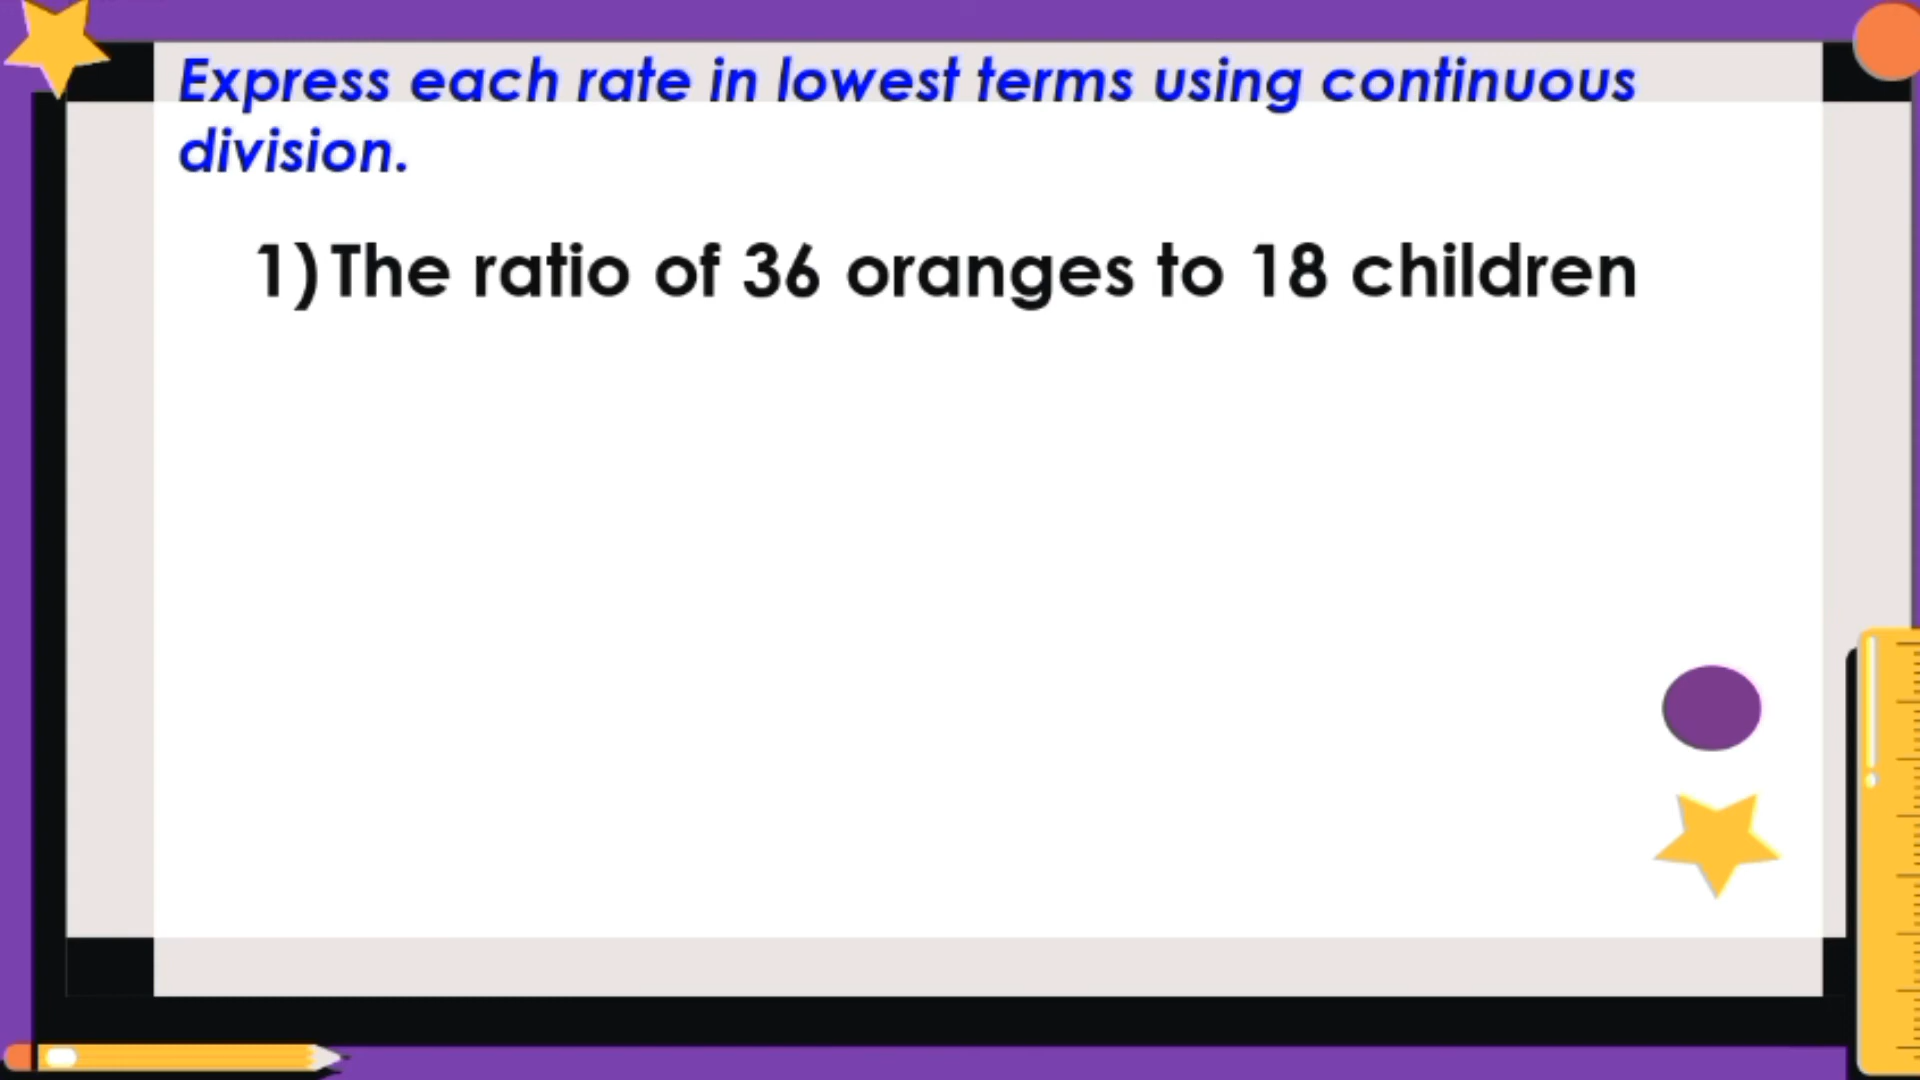 Express each rate in lowest terms using continuous
division.
1) The ratio of 36 oranges to 18 children